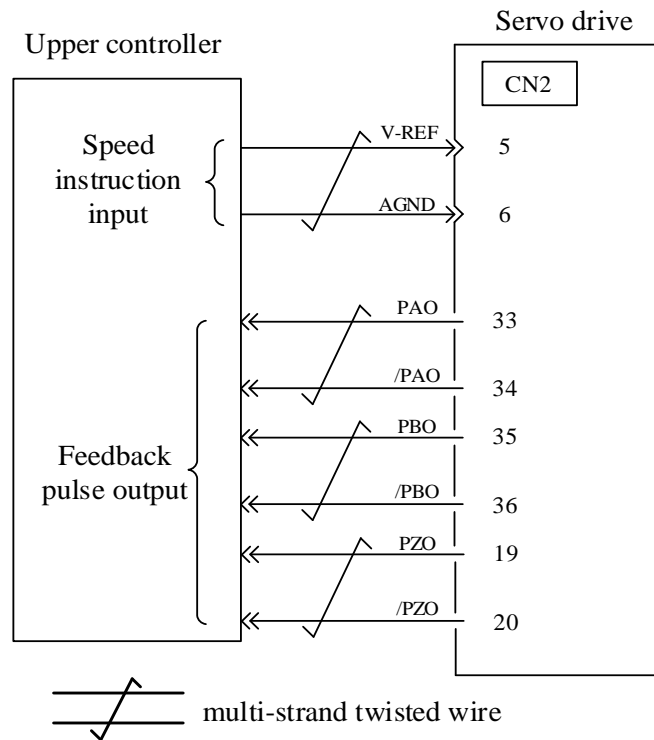 Servo drive
Upper controller
CN2
Speed
instruction
input
V-REF
5
AGND
6
Feedback
pulse output
PAO
33
/PAO
34
PBO
35
/PBO
36
PZO
19
/PZO
20
multi-strand twisted wire